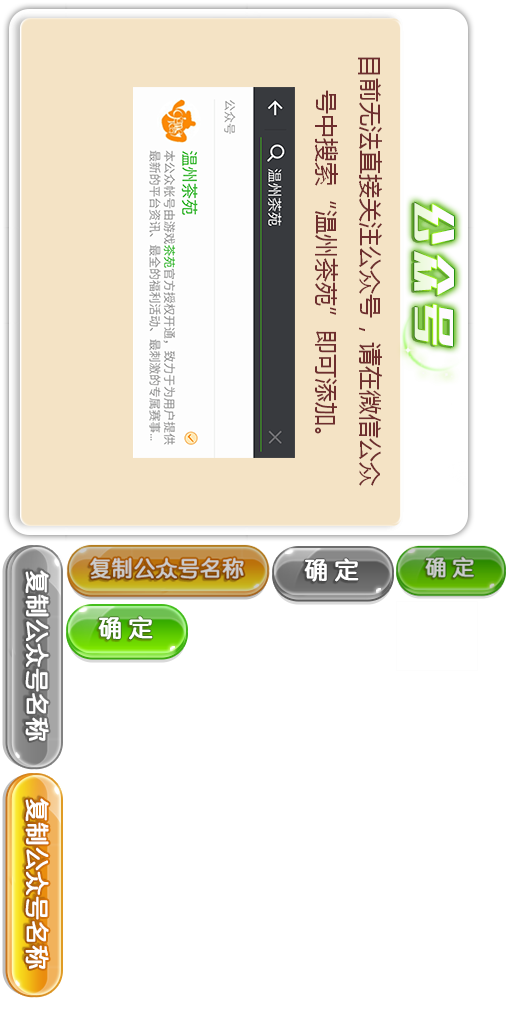 公众号
目前无法直接关注公众号，请在微信公众
号中搜索“温州茶苑”即可添加。
温州茶苑
公众号
温州茶苑
本公众帐号由游戏茶苑官方授权开通，致力于为用户提供
最新的平台资讯、最全的福利活动、最刺激的专属赛事...
复制公众号名称
确定
确定
确定
复制公众号名称
复制公众号名称